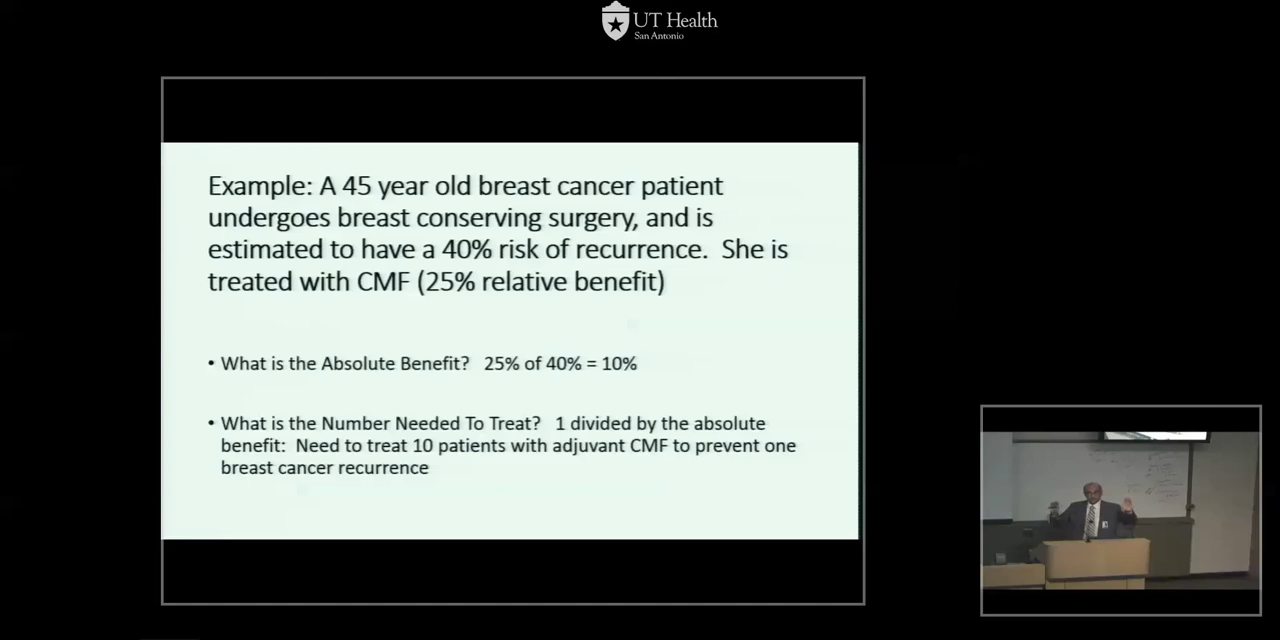 UT Health
San Antonio
Example: A 45 year old breast cancer patient
undergoes breast conserving surgery, and is
estimated to have a 40% risk of recurrence. She is
treated with CMF (25% relative benefit)
• What is the Absolute Benefit? 25% of 40% = 10%
• What is the Number Needed To Treat? 1 divided by the absolute
benefit: Need to treat 10 patients with adjuvant CMF to prevent one
breast cancer recurrence